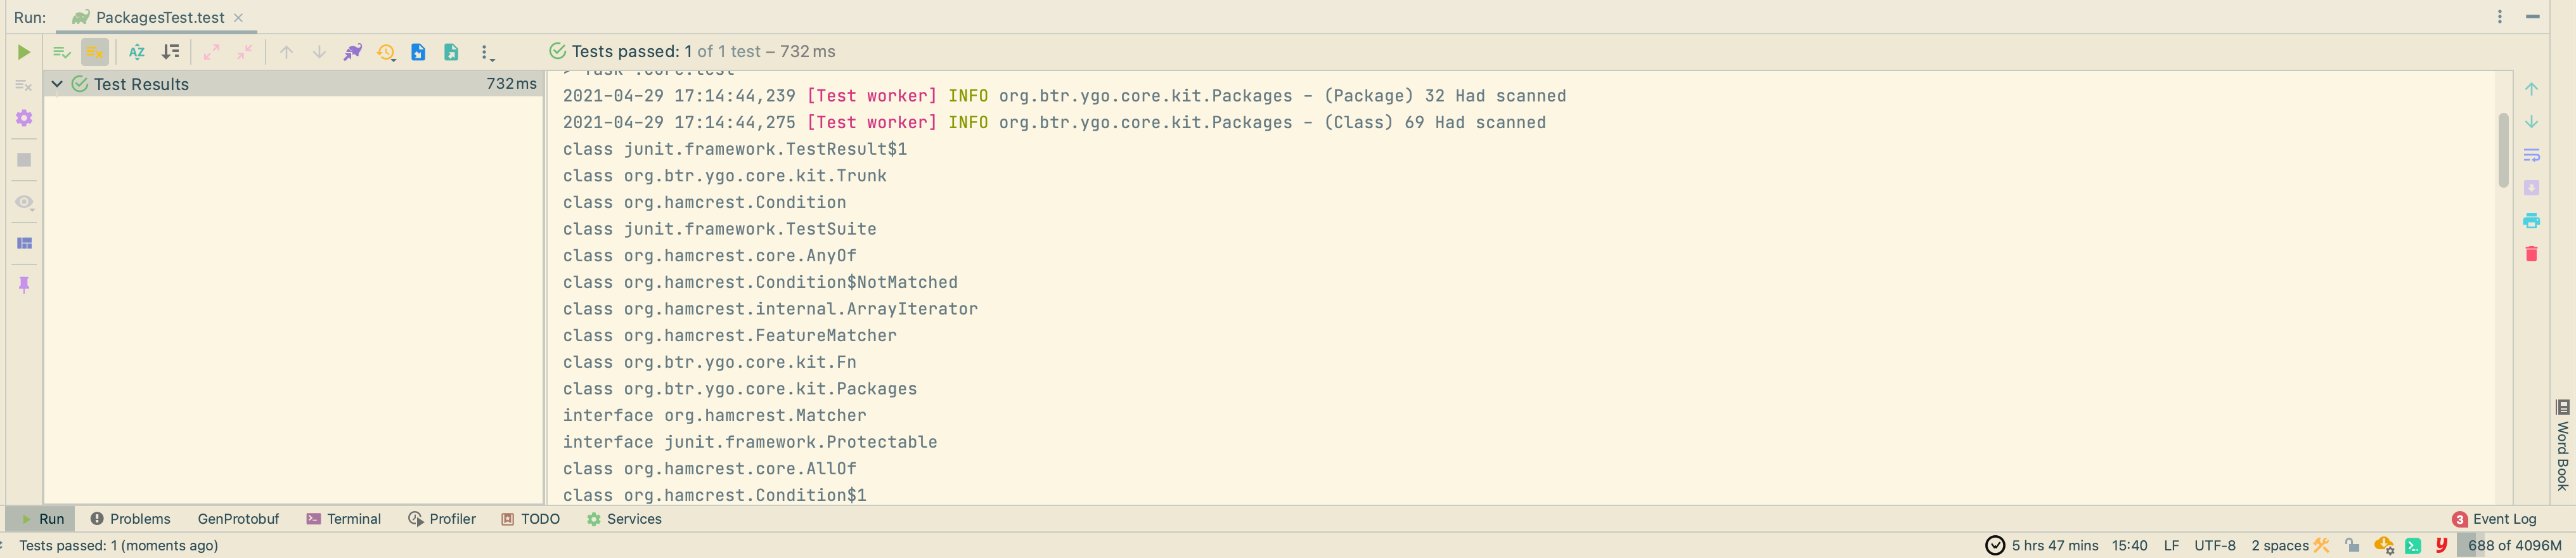 Run: PackagesTest.test
Tests passed: 1 of 1 test – 732 ms
Test Results 732 ms
> Task :core:test
2021-04-29 17:14:44,239 [Test worker] INFO org.btr.ygo.core.kit.Packages - (Package) 32 Had scanned
2021-04-29 17:14:44,275 [Test worker] INFO org.btr.ygo.core.kit.Packages - (Class) 69 Had scanned
class junit.framework.TestResult$1
class org.btr.ygo.core.kit.Trunk
class org.hamcrest.Condition
class junit.framework.TestSuite
class org.hamcrest.core.AnyOf
class org.hamcrest.Condition$NotMatched
class org.hamcrest.internal.ArrayIterator
class org.hamcrest.FeatureMatcher
class org.btr.ygo.core.kit.Fn
class org.btr.ygo.core.kit.Packages
interface org.hamcrest.Matcher
interface junit.framework.Protectable
class org.hamcrest.core.AllOf
class org.hamcrest.Condition$1
Word Book
Run Problems GenProtobuf Terminal Profiler TODO Services 3 Event Log
Tests passed: 1 (moments ago) 5 hrs 47 mins 15:40 LF UTF-8 2 spaces 688 of 4096M